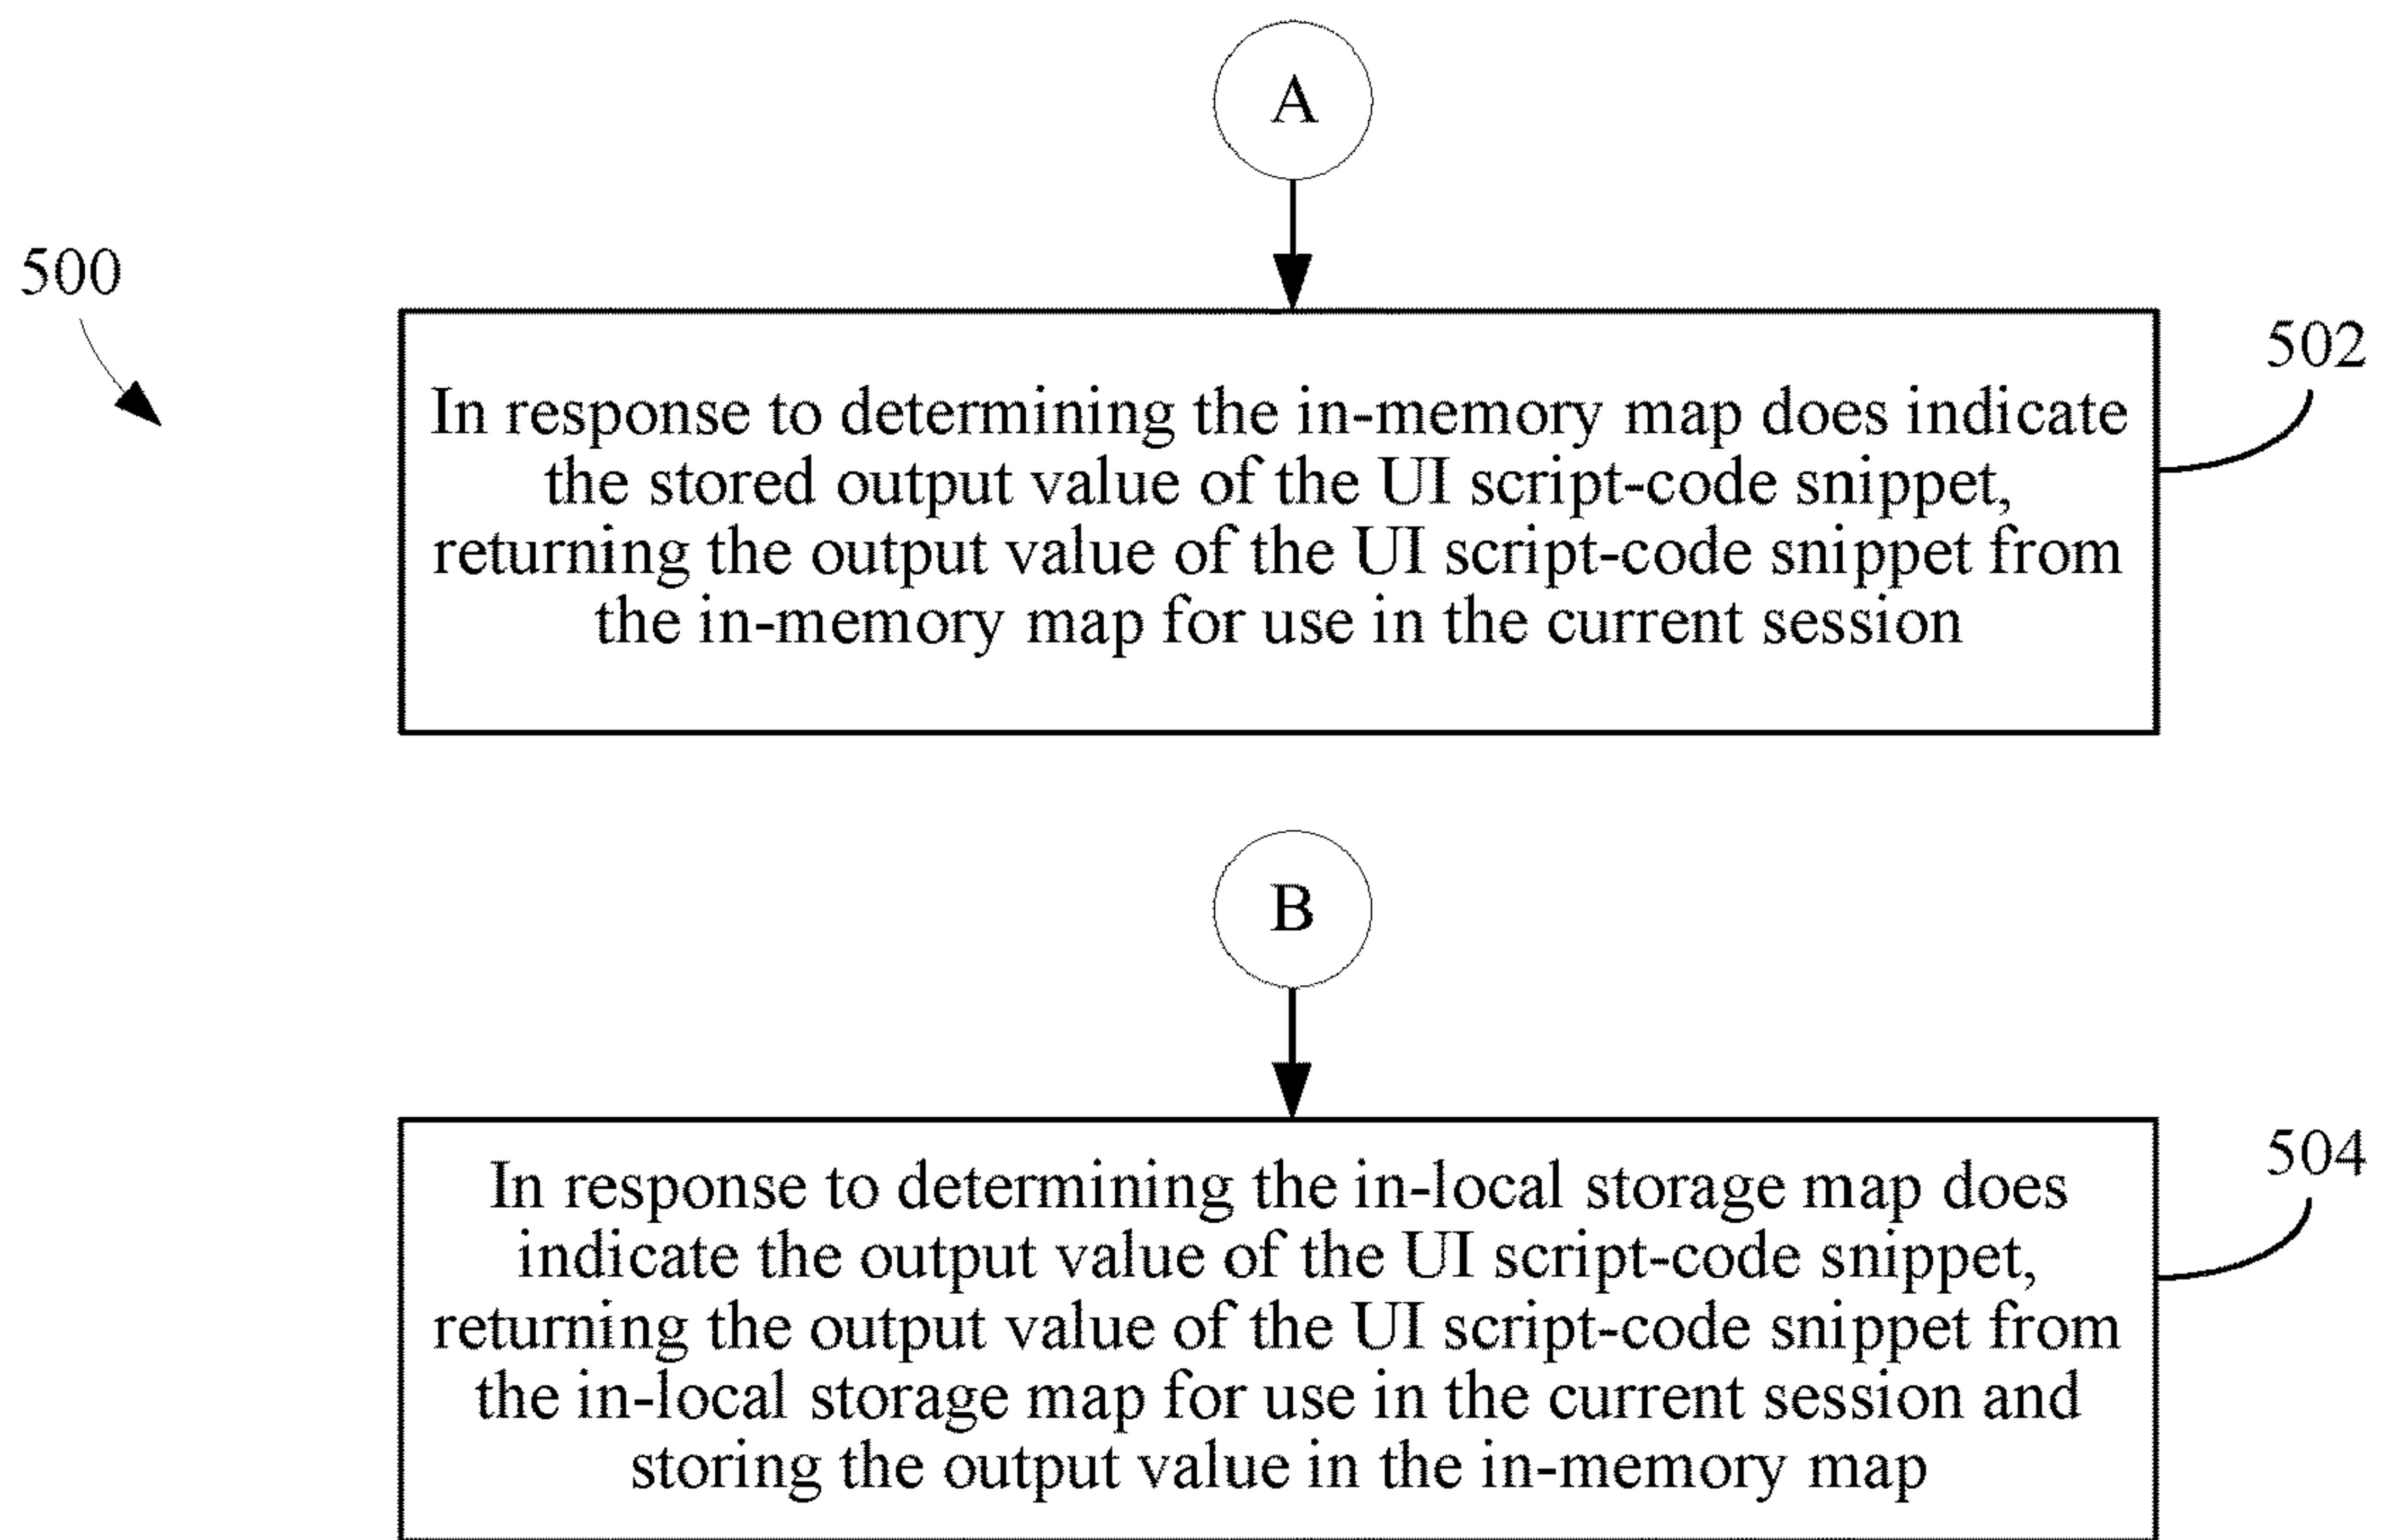 A
500
502
In response to determining the in-memory map does indicate
the stored output value of the UI script-code snippet,
returning the output value of the UI script-code snippet from
the in-memory map for use in the current session
B
504
In response to determining the in-local storage map does
indicate the output value of the UI script-code snippet,
returning the output value of the UI script-code snippet from
the in-local storage map for use in the current session and
storing the output value in the in-memory map